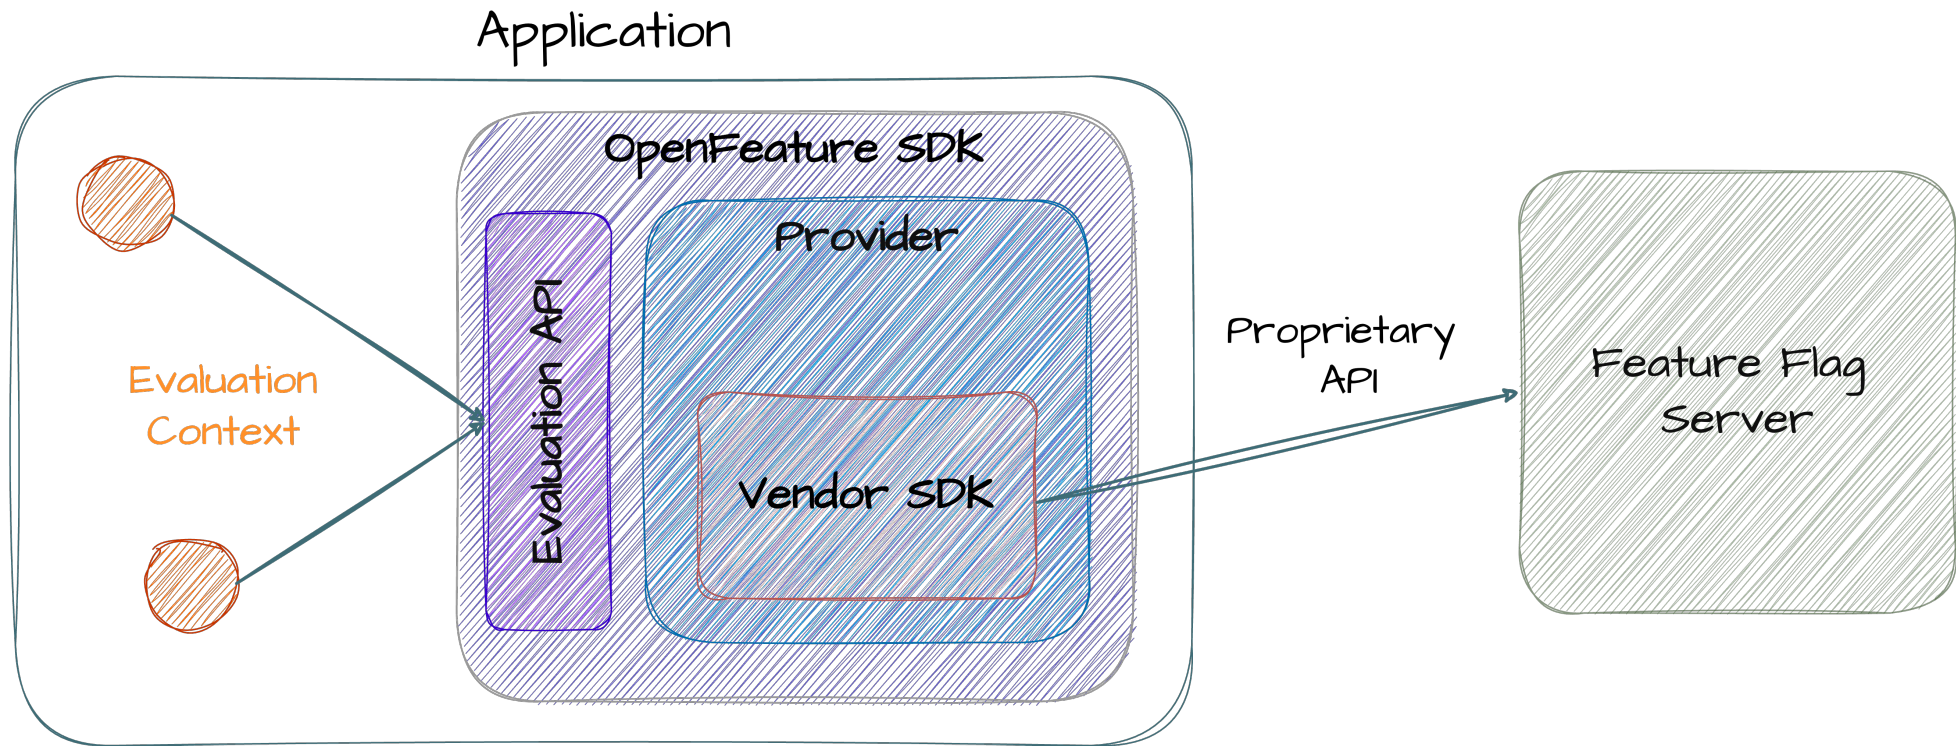 Application
OpenFeature SDK
Evaluation API
Provider
Vendor SDK
Evaluation
Context
Proprietary
API
Feature Flag
Server